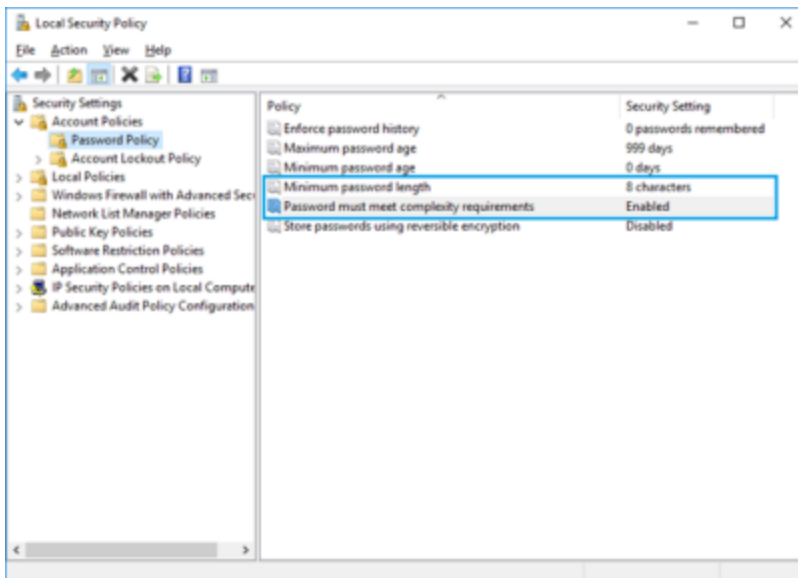 Local Security Policy
File Action View Help
Security Settings
Account Policies
Password Policy
Account Lockout Policy
Local Policies
Windows Firewall with Advanced Secu
Network List Manager Policies
Public Key Policies
Software Restriction Policies
Application Control Policies
IP Security Policies on Local Compute
Advanced Audit Policy Configuration
Policy Security Setting
Enforce password history 0 passwords remembered
Maximum password age 999 days
Minimum password age 0 days
Minimum password length 8 characters
Password must meet complexity requirements Enabled
Store passwords using reversible encryption Disabled